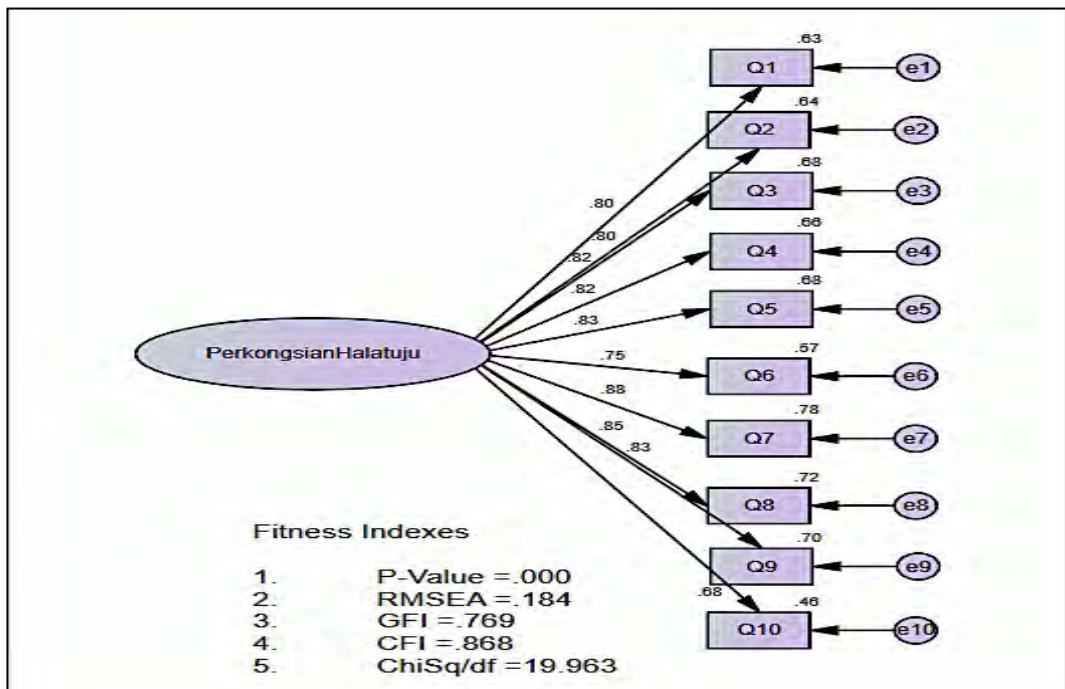 .63
Q1
e1
.64
Q2
e2
.68
Q3
e3
.80
.66
.80
Q4
e4
.82
.68
.82
Q5
e5
.83
PerkongsianHalatuju
.75
.57
Q6
e6
.88
.78
Q7
e7
.85
.83
.72
Q8
e8
Fitness Indexes
.70
Q9
e9
1. P-Value =.000
2. RMSEA =.184
.68
.46
3. GFI =.769
Q10
e10
4. CFI =.868
5. ChiSq/df =19.963